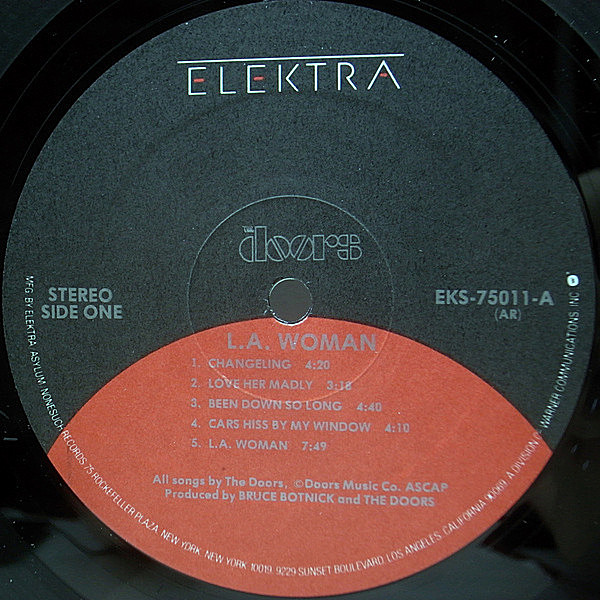 ELEKTRA
THE
doors
STEREO
SIDE ONE
EKS-75011-A
(AR)
L.A. WOMAN
1. CHANGELING 4:20
2. LOVE HER MADLY 3:18
3. BEEN DOWN SO LONG 4:40
4. CARS HISS BY MY WINDOW 4:10
5. L.A. WOMAN 7:49
All songs by The Doors, ©Doors Music Co. ASCAP
Produced by BRUCE BOTNICK and THE DOORS
MFG. BY ELEKTRA, ASYLUM, NONESUCH RECORDS, 75 ROCKEFELLER PLAZA, NEW YORK, NEW YORK 10019, 9229 SUNSET BOULEVARD, LOS ANGELES, CALIFORNIA 90069, A DIVISION OF WARNER COMMUNICATIONS INC.